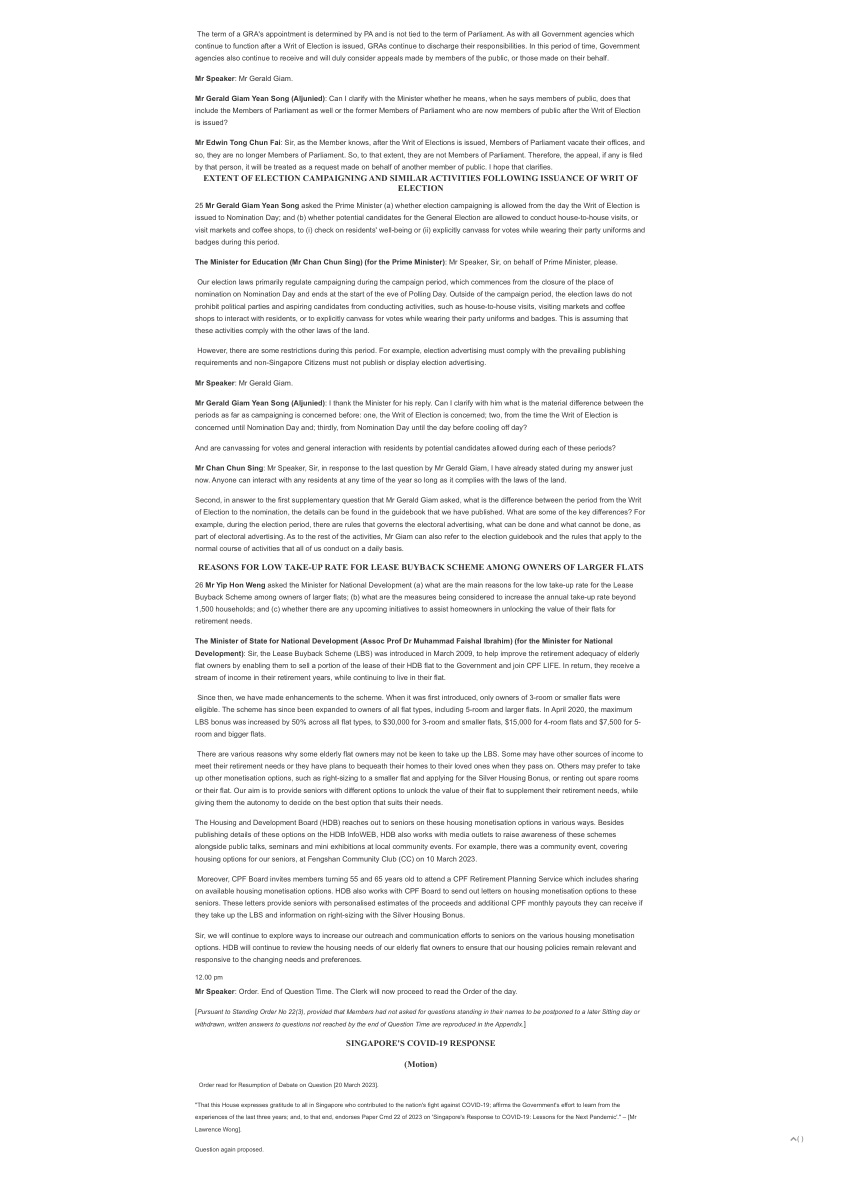 The term of a GRA's appointment is determined by PA and is not tied to the term of Parliament. As with all Government agencies which
continue to function after a Writ of Election is issued, GRAs continue to discharge their responsibilities. In this period of time, Government
agencies also continue to receive and will duly consider appeals made by members of the public, or those made on their behalf.
Mr Speaker: Mr Gerald Giam.
Mr Gerald Giam Yean Song (Aljunied): Can I clarify with the Minister whether he means, when he says members of public, does that
include the Members of Parliament as well or the former Members of Parliament who are now members of public after the Writ of Election
is issued?
Mr Edwin Tong Chun Fai: Sir, as the Member knows, after the Writ of Elections is issued, Members of Parliament vacate their offices, and
so, they are no longer Members of Parliament. So, to that extent, they are not Members of Parliament. Therefore, the appeal, if any is filed
by that person, it will be treated as a request made on behalf of another member of public. I hope that clarifies.
EXTENT OF ELECTION CAMPAIGNING AND SIMILAR ACTIVITIES FOLLOWING ISSUANCE OF WRIT OF
ELECTION
25 Mr Gerald Giam Yean Song asked the Prime Minister (a) whether election campaigning is allowed from the day the Writ of Election is
issued to Nomination Day; and (b) whether potential candidates for the General Election are allowed to conduct house-to-house visits, or
visit markets and coffee shops, to (i) check on residents' well-being or (ii) explicitly canvass for votes while wearing their party uniforms and
badges during this period.
The Minister for Education (Mr Chan Chun Sing) (for the Prime Minister): Mr Speaker, Sir, on behalf of Prime Minister, please.
Our election laws primarily regulate campaigning during the campaign period, which commences from the closure of the place of
nomination on Nomination Day and ends at the start of the eve of Polling Day. Outside of the campaign period, the election laws do not
prohibit political parties and aspiring candidates from conducting activities, such as house-to-house visits, visiting markets and coffee
shops to interact with residents, or to explicitly canvass for votes while wearing their party uniforms and badges. This is assuming that
these activities comply with the other laws of the land.
However, there are some restrictions during this period. For example, election advertising must comply with the prevailing publishing
requirements and non-Singapore Citizens must not publish or display election advertising.
Mr Speaker: Mr Gerald Giam.
Mr Gerald Giam Yean Song (Aljunied): I thank the Minister for his reply. Can I clarify with him what is the material difference between the
periods as far as campaigning is concerned before: one, the Writ of Election is concerned; two, from the time the Writ of Election is
concerned until Nomination Day and; thirdly, from Nomination Day until the day before cooling off day?
And are canvassing for votes and general interaction with residents by potential candidates allowed during each of these periods?
Mr Chan Chun Sing: Mr Speaker, Sir, in response to the last question by Mr Gerald Giam, I have already stated during my answer just
now. Anyone can interact with any residents at any time of the year so long as it complies with the laws of the land.
Second, in answer to the first supplementary question that Mr Gerald Giam asked, what is the difference between the period from the Writ
of Election to the nomination, the details can be found in the guidebook that we have published. What are some of the key differences? For
example, during the election period, there are rules that governs the electoral advertising, what can be done and what cannot be done, as
part of electoral advertising. As to the rest of the activities, Mr Giam can also refer to the election guidebook and the rules that apply to the
normal course of activities that all of us conduct on a daily basis.
REASONS FOR LOW TAKE-UP RATE FOR LEASE BUYBACK SCHEME AMONG OWNERS OF LARGER FLATS
26 Mr Yip Hon Weng asked the Minister for National Development (a) what are the main reasons for the low take-up rate for the Lease
Buyback Scheme among owners of larger flats; (b) what are the measures being considered to increase the annual take-up rate beyond
1,500 households; and (c) whether there are any upcoming initiatives to assist homeowners in unlocking the value of their flats for
retirement needs.
The Minister of State for National Development (Assoc Prof Dr Muhammad Faishal Ibrahim) (for the Minister for National
Development): Sir, the Lease Buyback Scheme (LBS) was introduced in March 2009, to help improve the retirement adequacy of elderly
flat owners by enabling them to sell a portion of the lease of their HDB flat to the Government and join CPF LIFE. In return, they receive a
stream of income in their retirement years, while continuing to live in their flat.
Since then, we have made enhancements to the scheme. When it was first introduced, only owners of 3-room or smaller flats were
eligible. The scheme has since been expanded to owners of all flat types, including 5-room and larger flats. In April 2020, the maximum
LBS bonus was increased by 50% across all flat types, to $30,000 for 3-room and smaller flats, $15,000 for 4-room flats and $7,500 for 5-
room and bigger flats.
There are various reasons why some elderly flat owners may not be keen to take up the LBS. Some may have other sources of income to
meet their retirement needs or they have plans to bequeath their homes to their loved ones when they pass on. Others may prefer to take
up other monetisation options, such as right-sizing to a smaller flat and applying for the Silver Housing Bonus, or renting out spare rooms
or their flat. Our aim is to provide seniors with different options to unlock the value of their flat to supplement their retirement needs, while
giving them the autonomy to decide on the best option that suits their needs.
The Housing and Development Board (HDB) reaches out to seniors on these housing monetisation options in various ways. Besides
publishing details of these options on the HDB InfoWEB, HDB also works with media outlets to raise awareness of these schemes
alongside public talks, seminars and mini exhibitions at local community events. For example, there was a community event, covering
housing options for our seniors, at Fengshan Community Club (CC) on 10 March 2023.
Moreover, CPF Board invites members turning 55 and 65 years old to attend a CPF Retirement Planning Service which includes sharing
on available housing monetisation options. HDB also works with CPF Board to send out letters on housing monetisation options to these
seniors. These letters provide seniors with personalised estimates of the proceeds and additional CPF monthly payouts they can receive if
they take up the LBS and information on right-sizing with the Silver Housing Bonus.
Sir, we will continue to explore ways to increase our outreach and communication efforts to seniors on the various housing monetisation
options. HDB will continue to review the housing needs of our elderly flat owners to ensure that our housing policies remain relevant and
responsive to the changing needs and preferences.
12.00 pm
Mr Speaker: Order. End of Question Time. The Clerk will now proceed to read the Order of the day.
[Pursuant to Standing Order No 22(3), provided that Members had not asked for questions standing in their names to be postponed to a later Sitting day or
withdrawn, written answers to questions not reached by the end of Question Time are reproduced in the Appendix.]
SINGAPORE'S COVID-19 RESPONSE
(Motion)
Order read for Resumption of Debate on Question [20 March 2023].
"That this House expresses gratitude to all in Singapore who contributed to the nation's fight against COVID-19; affirms the Government's effort to learn from the
experiences of the last three years; and, to that end, endorses Paper Cmd 22 of 2023 on 'Singapore's Response to COVID-19: Lessons for the Next Pandemic'." – [Mr
Lawrence Wong].
Question again proposed.